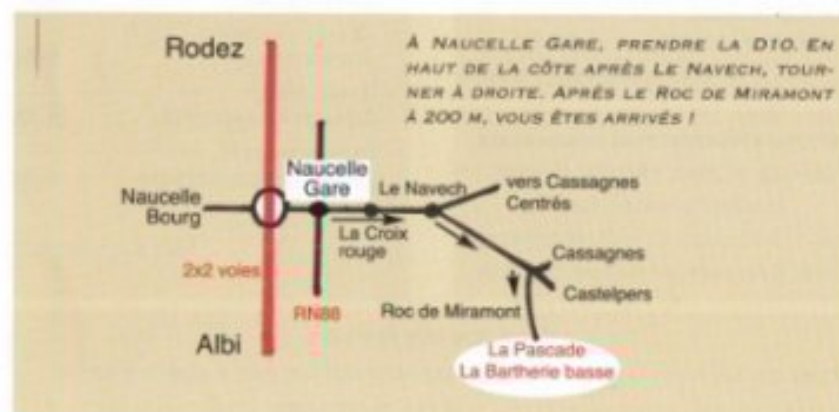 Rodez
À NAUCELLE GARE, PRENDRE LA D10. EN
HAUT DE LA CÔTE APRÈS LE NAVECH, TOUR-
NER À DROITE. APRÈS LE ROC DE MIRAMONT
À 200 M, VOUS ÊTES ARRIVÉS !
Naucelle
Gare
Le Navech
vers Cassagnes
Centrés
Naucelle
Bourg
La Croix
rouge
2x2 voies
Cassagnes
Castelpers
RN88
Roc de Miramont
Albi
La Pascade
La Bartherie basse